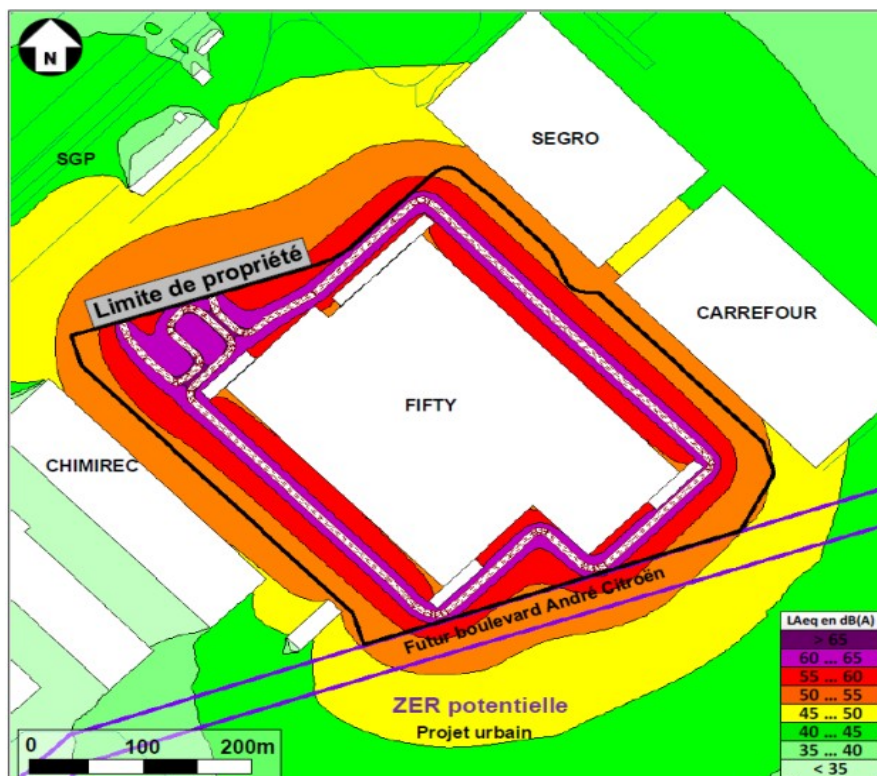 N
SGP
SEGRO
Limite de propriété
CARREFOUR
FIFTY
CHIMIREC
Futur boulevard André Citroën
ZER potentielle
Projet urbain
0 100 200m
LAeq en dB(A)
> 65
60 ... 65
55 ... 60
50 ... 55
45 ... 50
40 ... 45
35 ... 40
< 35